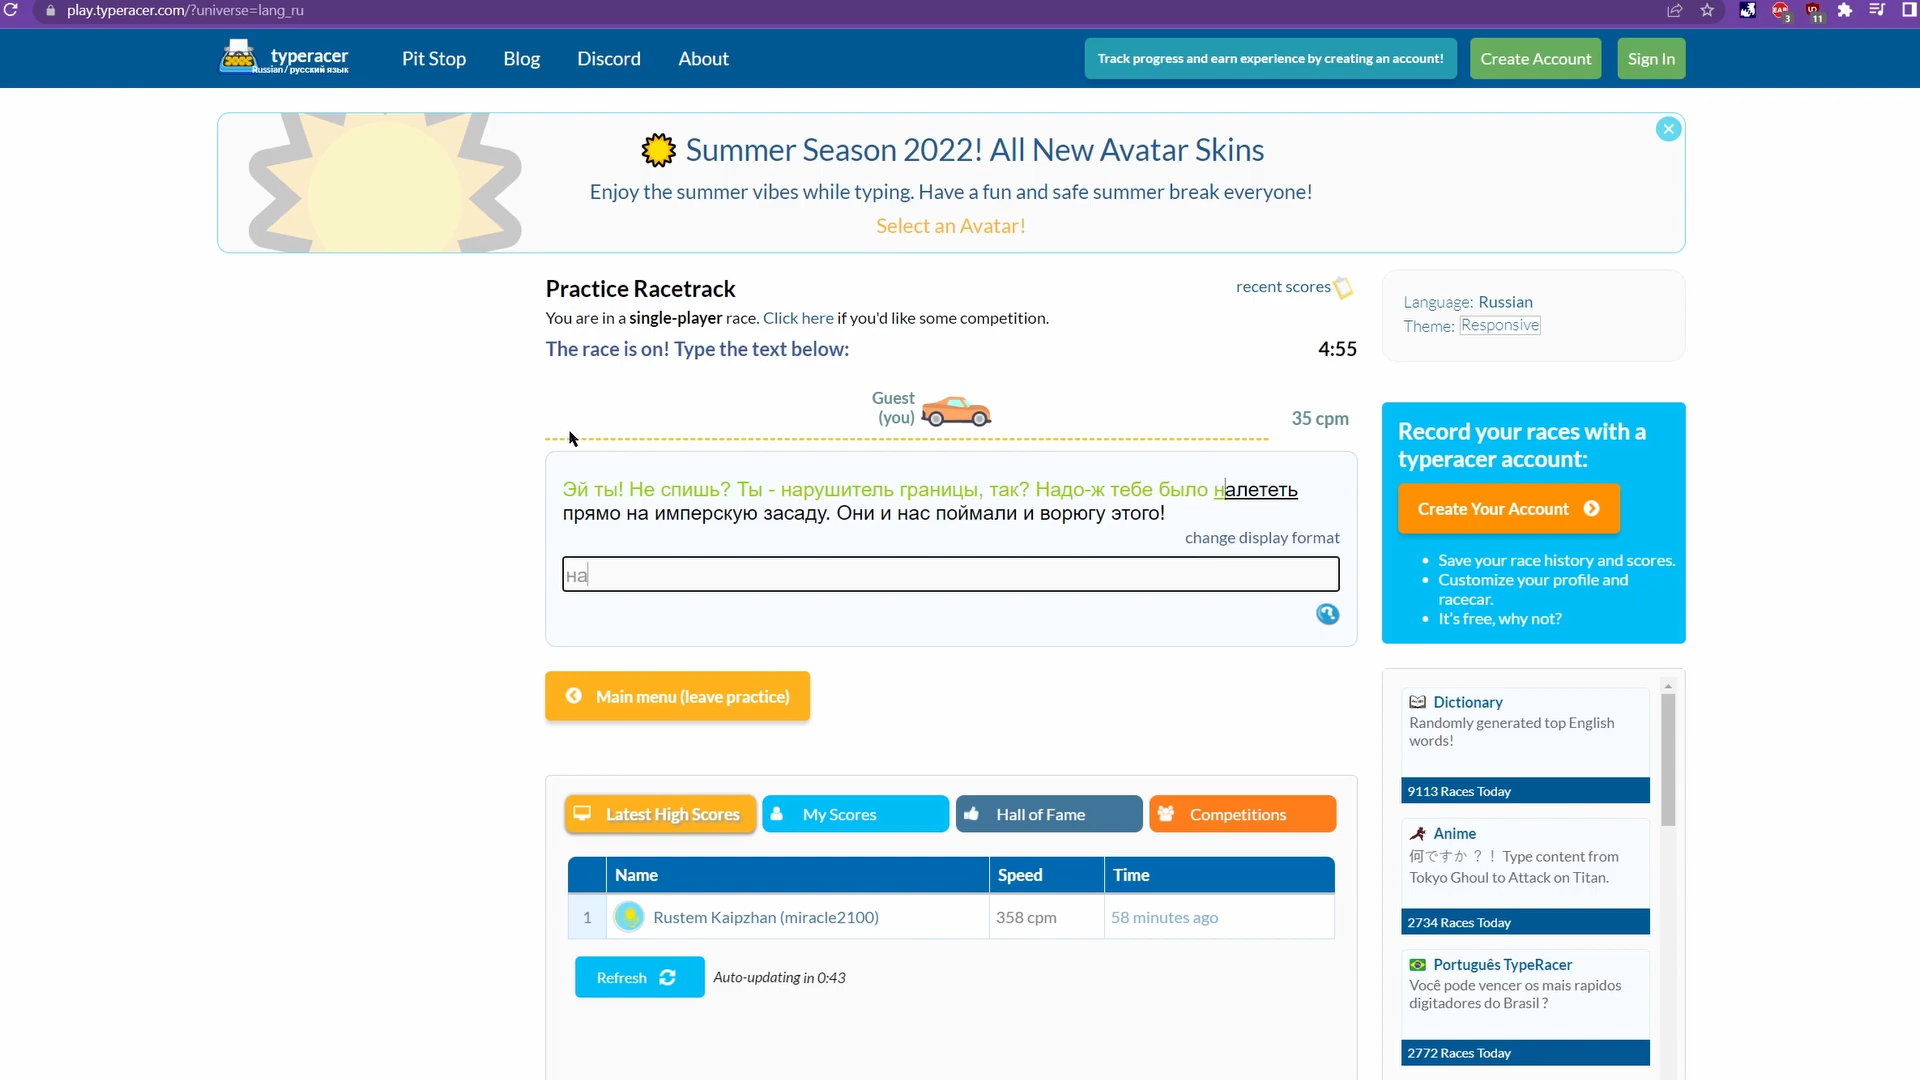 play.typeracer.com/?universe=lang_ru
3
11
typeracer
Russian / русский язык
Pit Stop
Blog
Discord
About
Track progress and earn experience by creating an account!
Create Account
Sign In
Summer Season 2022! All New Avatar Skins
Enjoy the summer vibes while typing. Have a fun and safe summer break everyone!
Select an Avatar!
Practice Racetrack
recent scores
You are in a single-player race. Click here if you'd like some competition.
The race is on! Type the text below:
4:55
Guest
(you)
35 cpm
Эй ты! Не спишь? Ты - нарушитель границы, так? Надо-ж тебе было налететь
прямо на имперскую засаду. Они и нас поймали и ворюгу этого!
change display format
на
Main menu (leave practice)
Latest High Scores
My Scores
Hall of Fame
Competitions
Name
Speed
Time
1
Rustem Kaipzhan (miracle2100)
358 cpm
58 minutes ago
Refresh
Auto-updating in 0:43
Language: Russian
Theme: Responsive
Record your races with a
typeracer account:
Create Your Account
Save your race history and scores.
Customize your profile and
racecar.
It's free, why not?
Dictionary
Randomly generated top English
words!
9113 Races Today
Anime
何ですか？！ Type content from
Tokyo Ghoul to Attack on Titan.
2734 Races Today
Português TypeRacer
Você pode vencer os mais rapidos
digitadores do Brasil ?
2772 Races Today